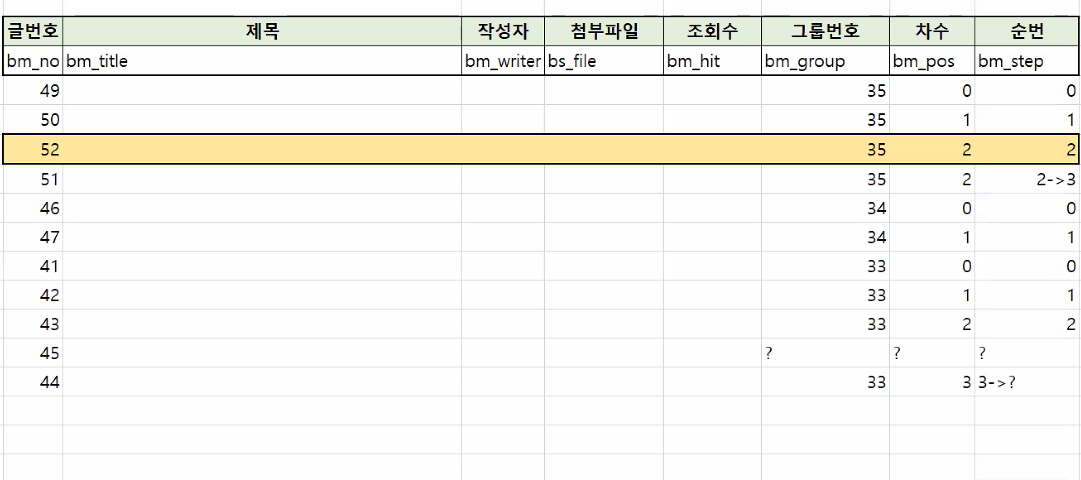 글번호 제목 작성자 첨부파일 조회수 그룹번호 차수 순번
bm_no bm_title bm_writer bs_file bm_hit bm_group bm_pos bm_step
49 35 0 0
50 35 1 1
52 35 2 2
51 35 2 2->3
46 34 0 0
47 34 1 1
41 33 0 0
42 33 1 1
43 33 2 2
45 ? ? ?
44 33 3 3->?